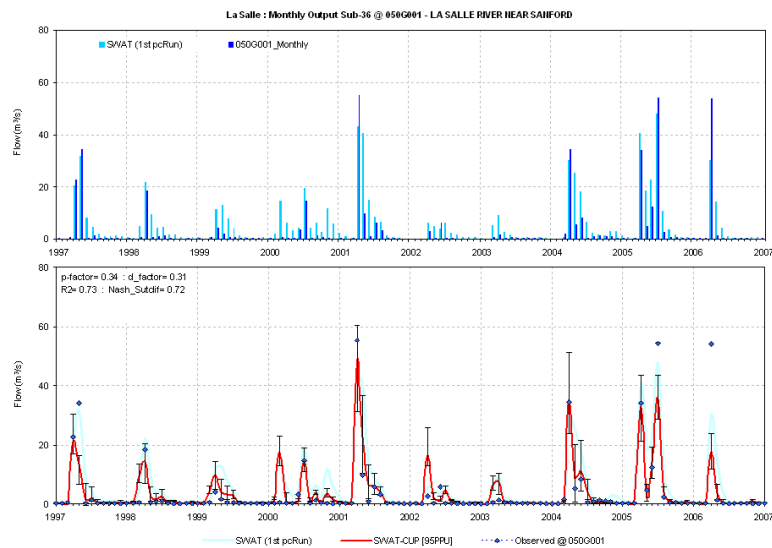 La Salle : Monthly Output Sub-36 @ 050G001 - LA SALLE RIVER NEAR SANFORD
80
SWAT (1st pcRun) 050G001_Monthly
60
40
20
0
Flow (m³/s)
1997 1998 1999 2000 2001 2002 2003 2004 2005 2006 2007
80
p-factor= 0.34 : d_factor= 0.31
R2= 0.73 : Nash_Sutdif= 0.72
60
40
20
0
Flow (m³/s)
1997 1998 1999 2000 2001 2002 2003 2004 2005 2006 2007
SWAT (1st pcRun) SWAT-CUP [95PPU] Observed @ 050G001